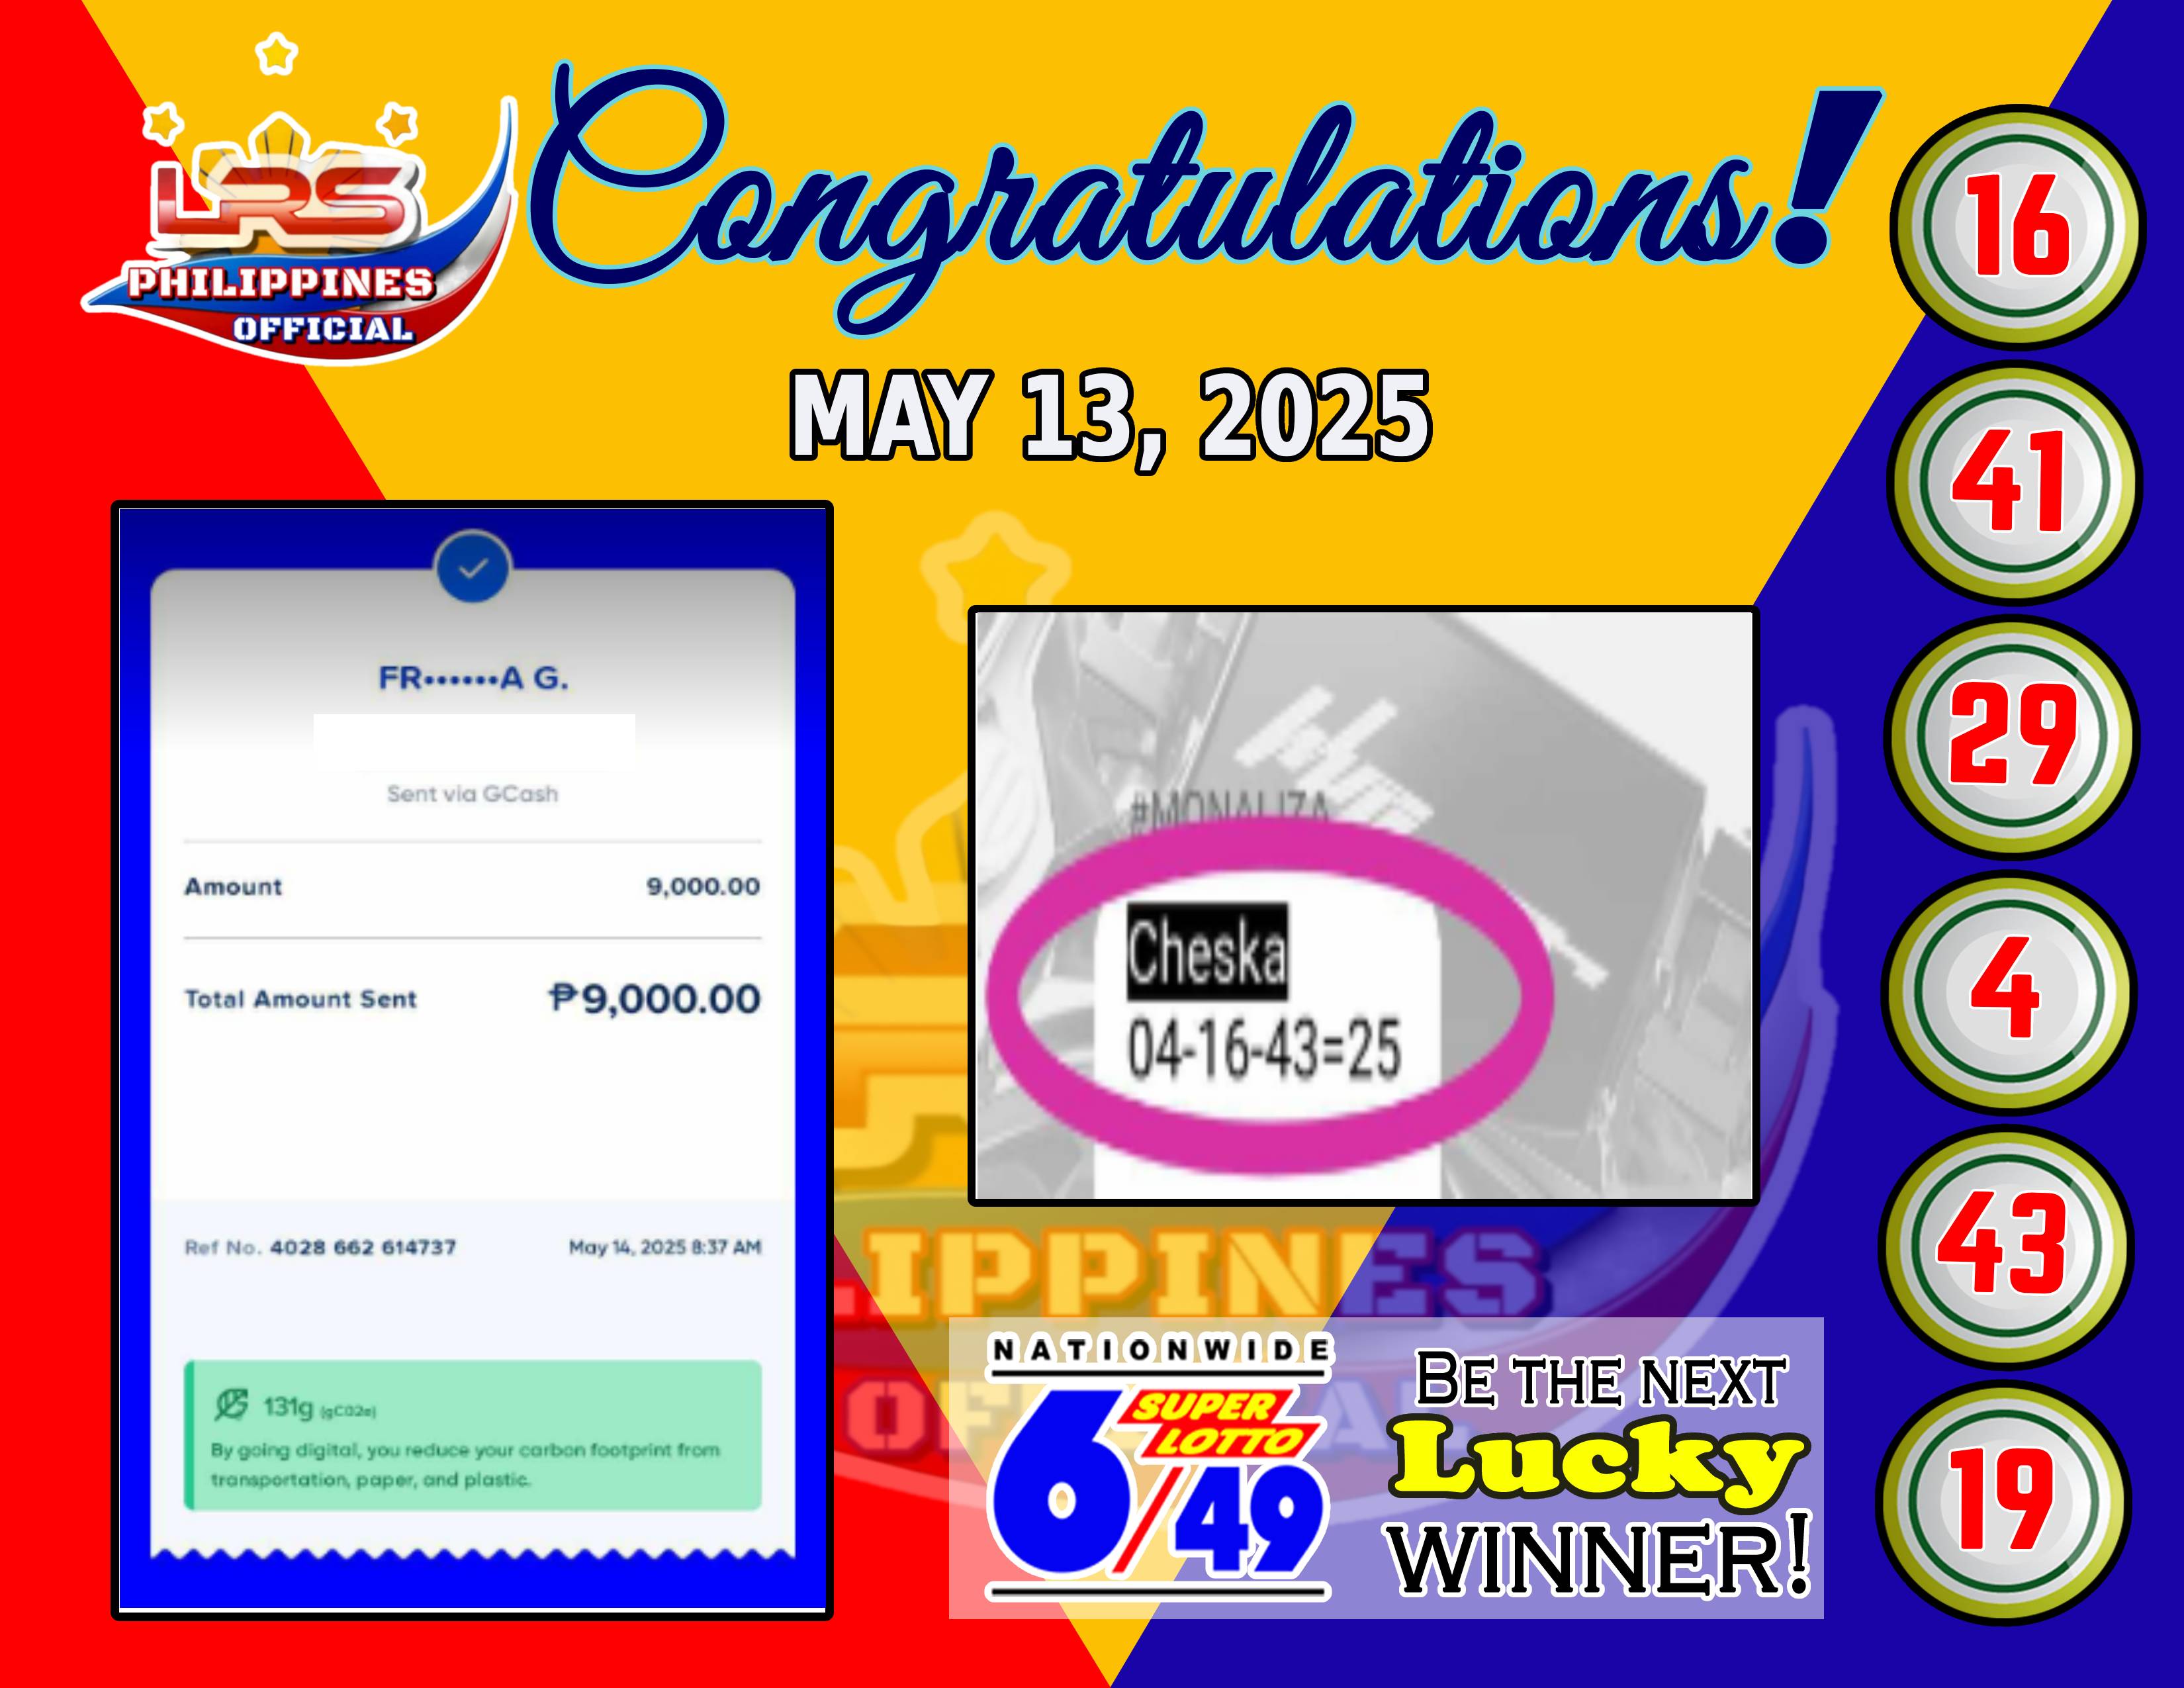 LRS
PHILIPPINES
OFFICIAL
Congratulations!
MAY 13, 2025
FR••••••A G.
Sent via GCash
Amount 9,000.00
Total Amount Sent ₱9,000.00
Ref No. 4028 662 614737 May 14, 2025 8:37 AM
131g (gCO2e)
By going digital, you reduce your carbon footprint from
transportation, paper, and plastic.
#MONALIZA
Cheska
04-16-43=25
NATIONWIDE
SUPER
LOTTO
6/49
BE THE NEXT
Lucky
WINNER!
16
41
29
4
43
19
LIPPINES